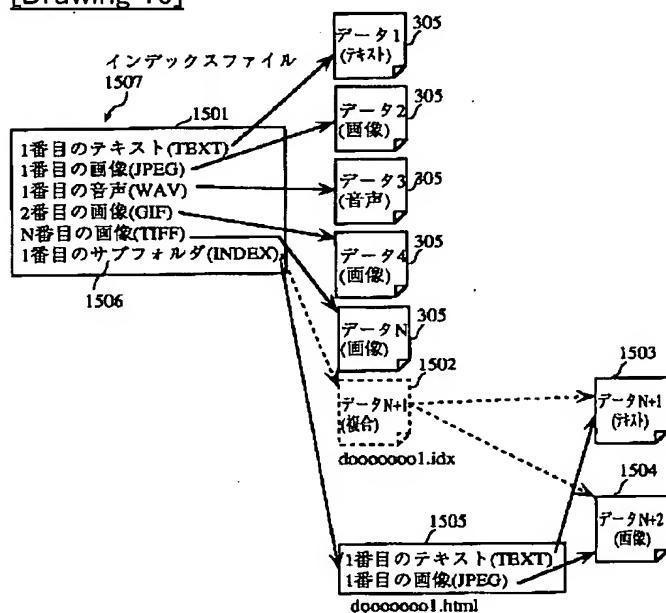 [Drawing 16]
インデックスファイル
1507
1501
1番目のテキスト(TEXT)
1番目の画像(JPEG)
1番目の音声(WAV)
2番目の画像(GIF)
N番目の画像(TIFF)
1番目のサブフォルダ(INDEX)
1506
305
データ1
(テキスト)
305
データ2
(画像)
305
データ3
(音声)
305
データ4
(画像)
305
データN
(画像)
1502
データN+1
(複合)
dooooooo1.idx
1503
データN+1
(テキスト)
1504
データN+2
(画像)
1505
1番目のテキスト(TEXT)
1番目の画像(JPEG)
dooooooo1.html